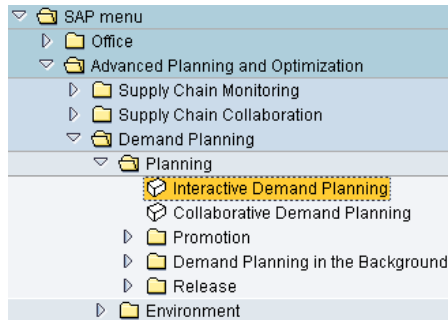 SAP menu
Office
Advanced Planning and Optimization
Supply Chain Monitoring
Supply Chain Collaboration
Demand Planning
Planning
Interactive Demand Planning
Collaborative Demand Planning
Promotion
Demand Planning in the Background
Release
Environment